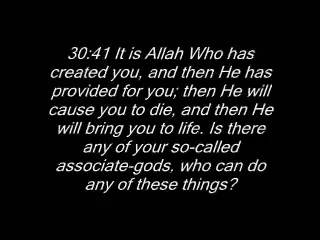 30:41 It is Allah Who has
created you, and then He has
provided for you; then He will
cause you to die, and then He
will bring you to life. Is there
any of your so-called
associate-gods, who can do
any of these things?